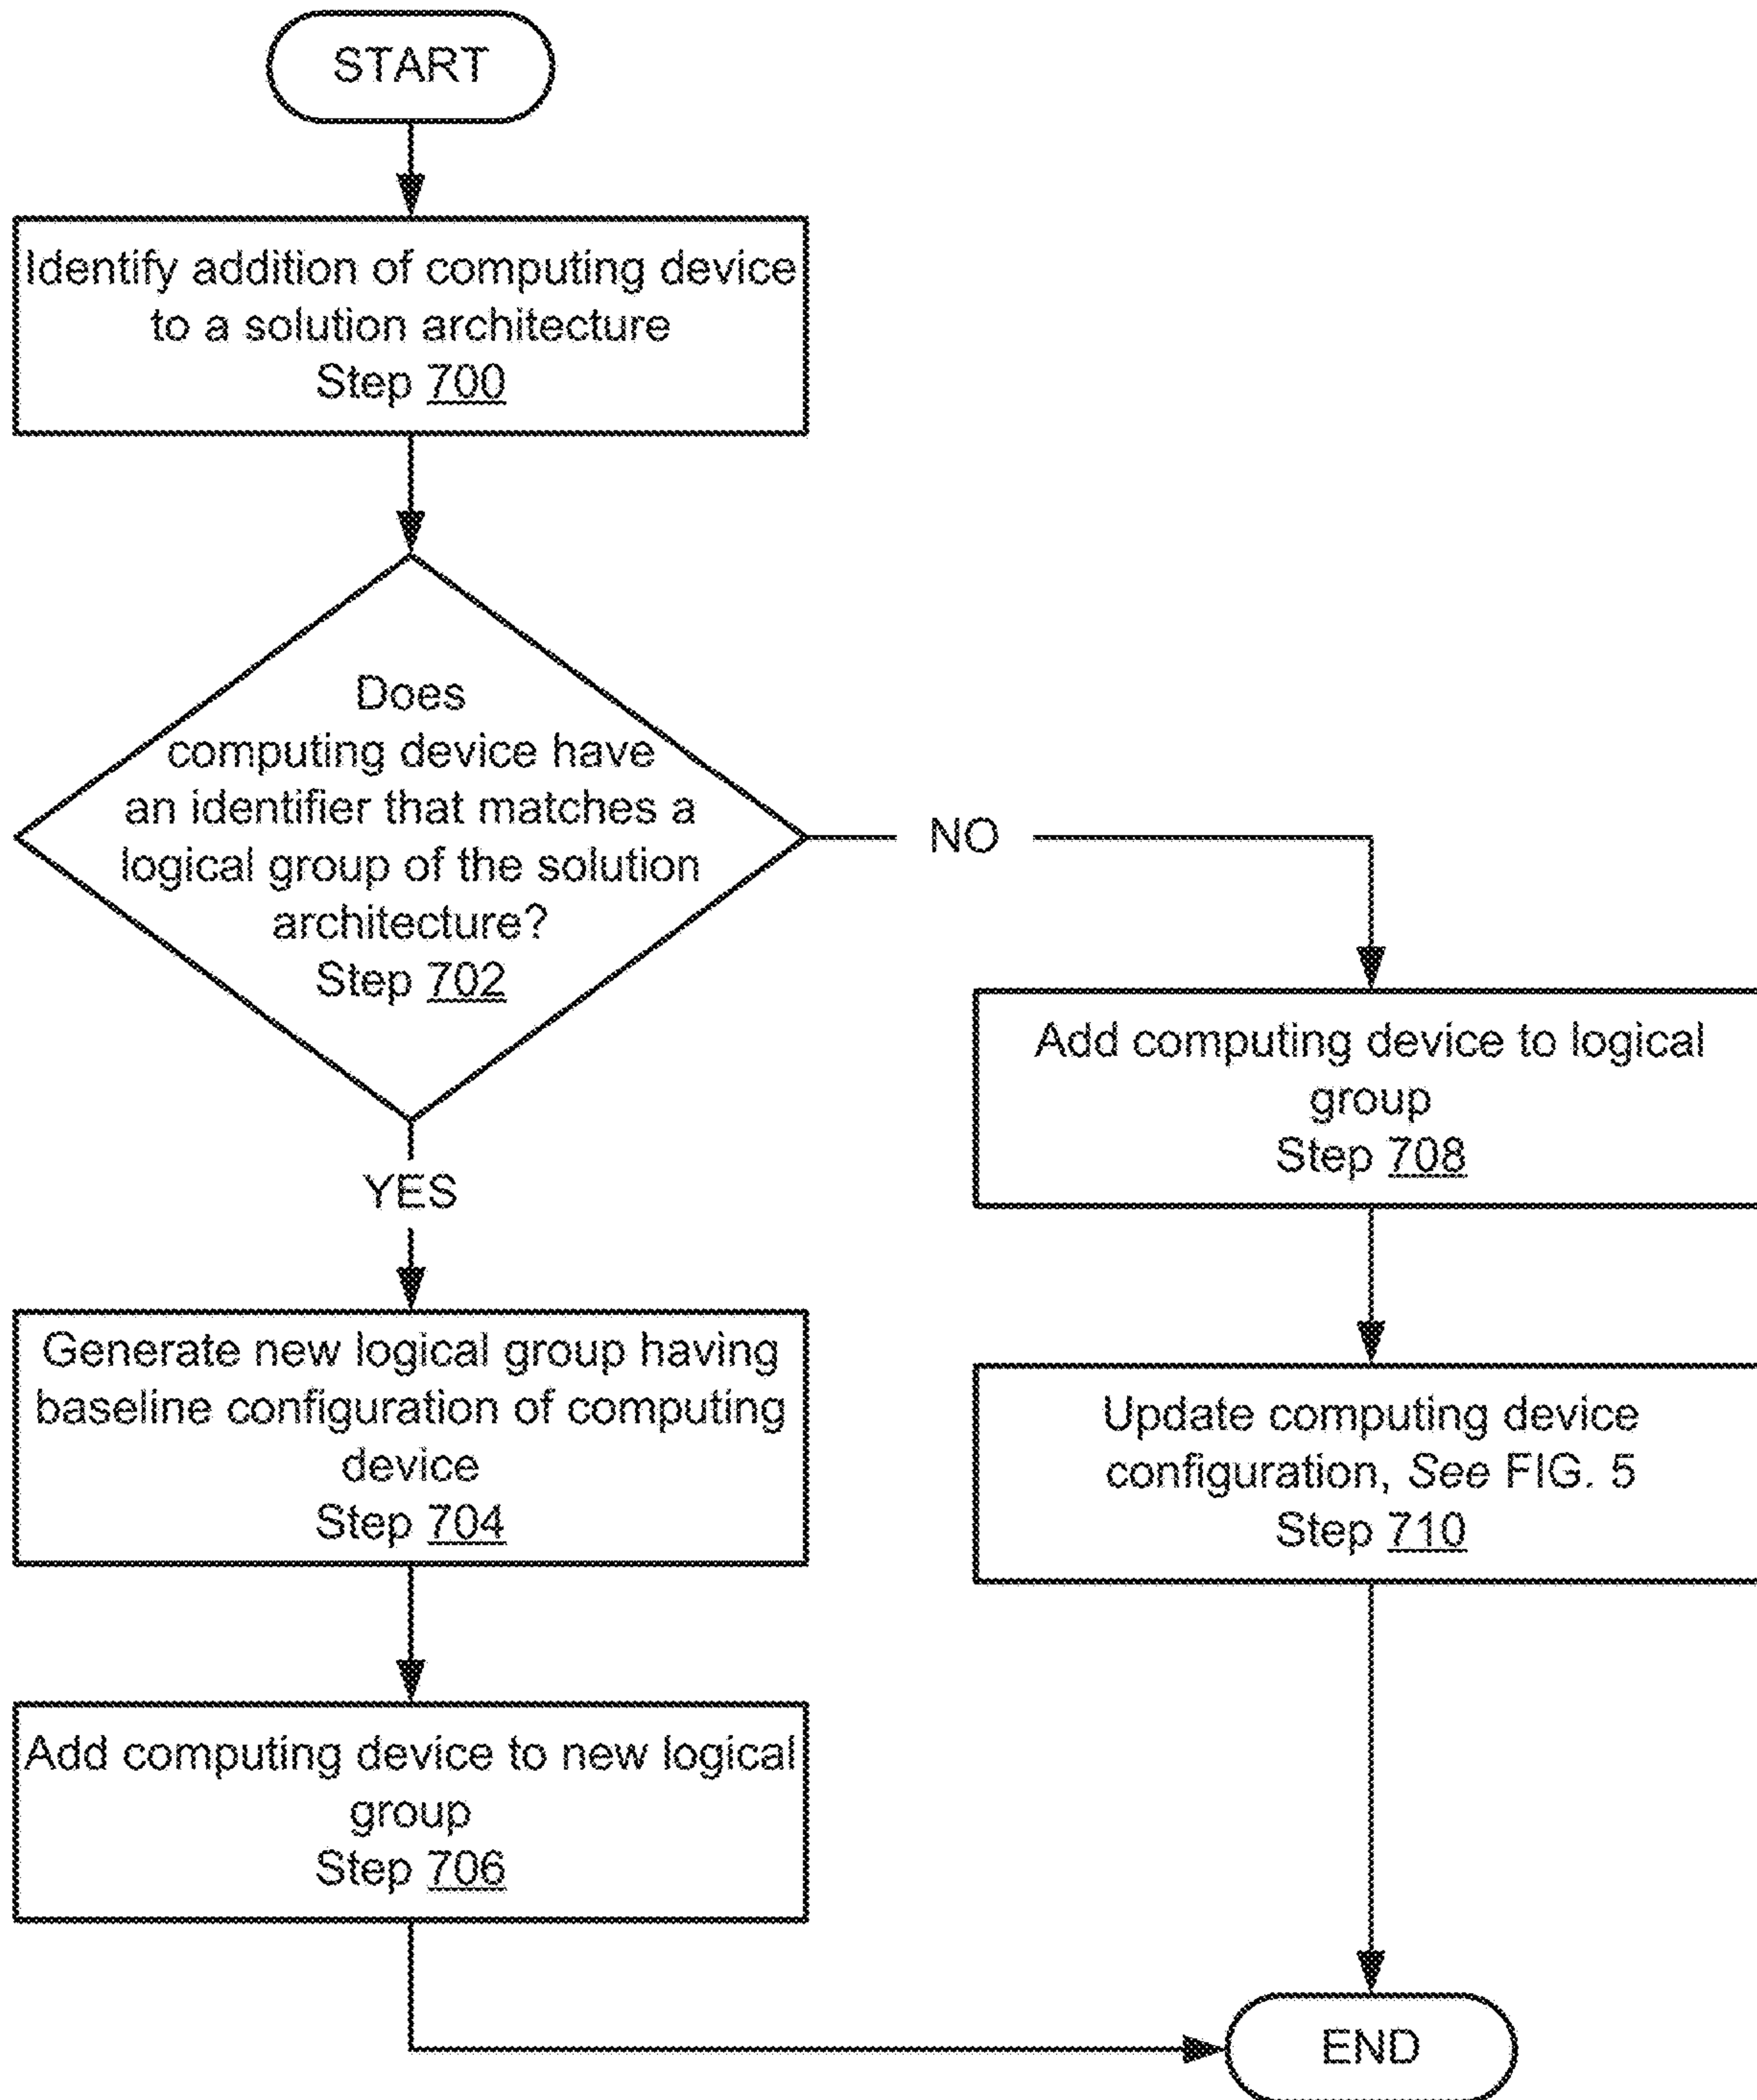 START
Identify addition of computing device
to a solution architecture
Step 700
Does
computing device have
an identifier that matches a
logical group of the solution
architecture?
Step 702
NO
YES
Add computing device to logical
group
Step 708
Generate new logical group having
baseline configuration of computing
device
Step 704
Update computing device
configuration, See FIG. 5
Step 710
Add computing device to new logical
group
Step 706
END